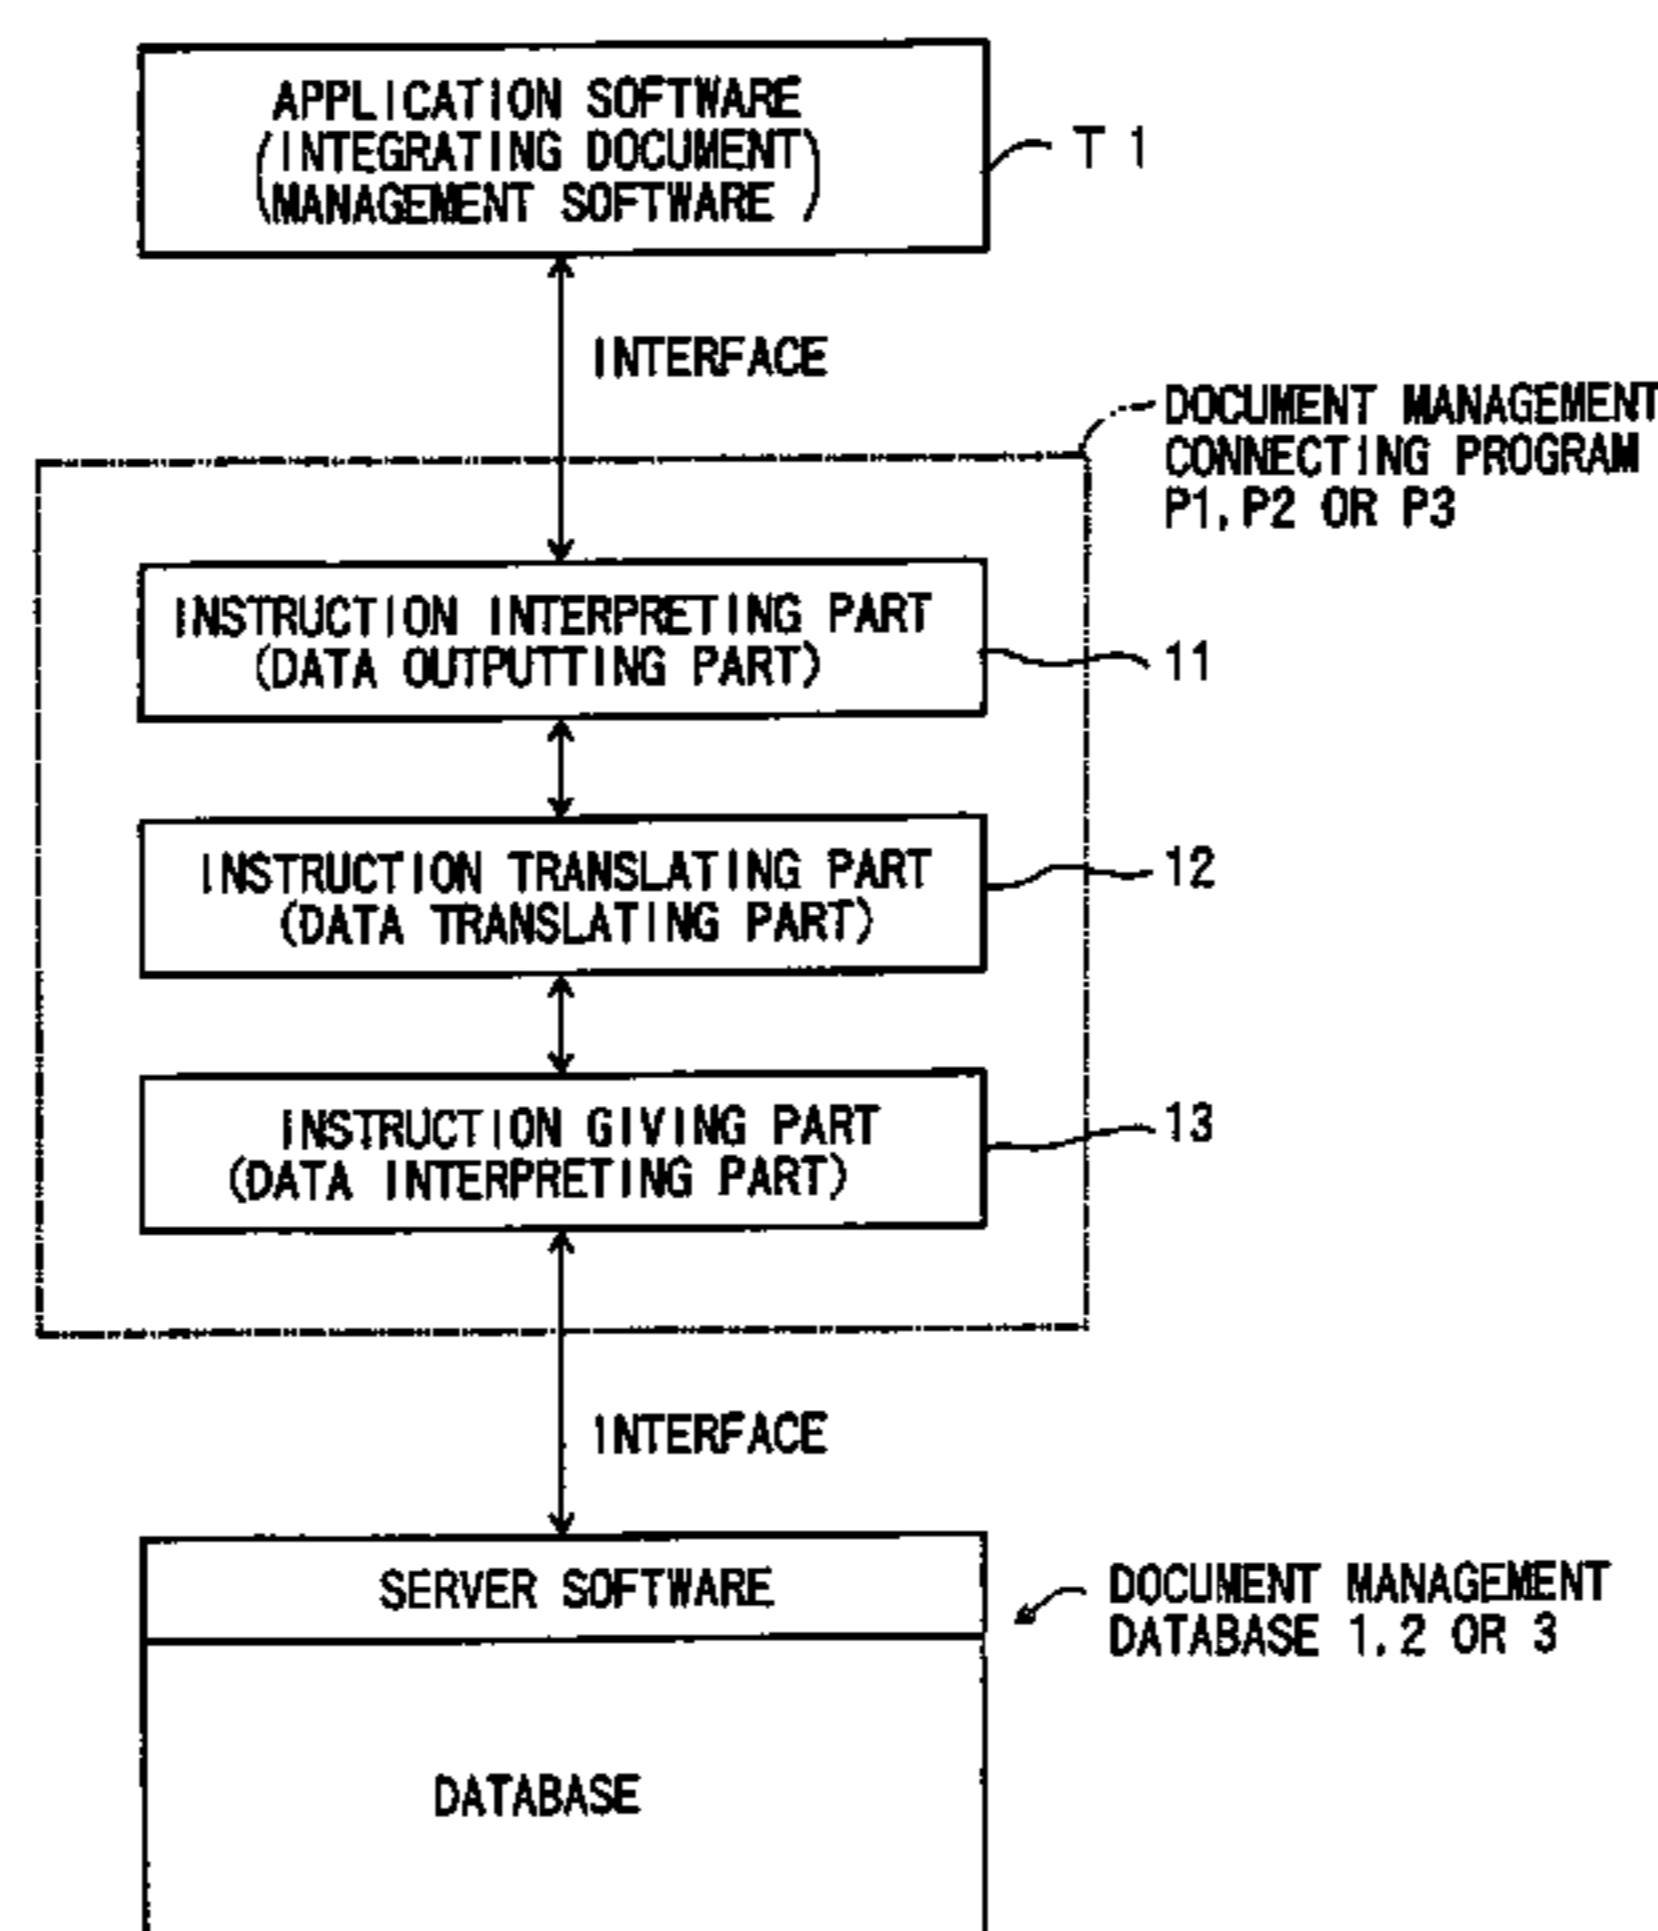 APPLICATION SOFTWARE
(INTEGRATING DOCUMENT
MANAGEMENT SOFTWARE)
T 1
INTERFACE
DOCUMENT MANAGEMENT
CONNECTING PROGRAM
P1, P2 OR P3
INSTRUCTION INTERPRETING PART
(DATA OUTPUTTING PART)
11
INSTRUCTION TRANSLATING PART
(DATA TRANSLATING PART)
12
INSTRUCTION GIVING PART
(DATA INTERPRETING PART)
13
INTERFACE
SERVER SOFTWARE
DOCUMENT MANAGEMENT
DATABASE 1, 2 OR 3
DATABASE